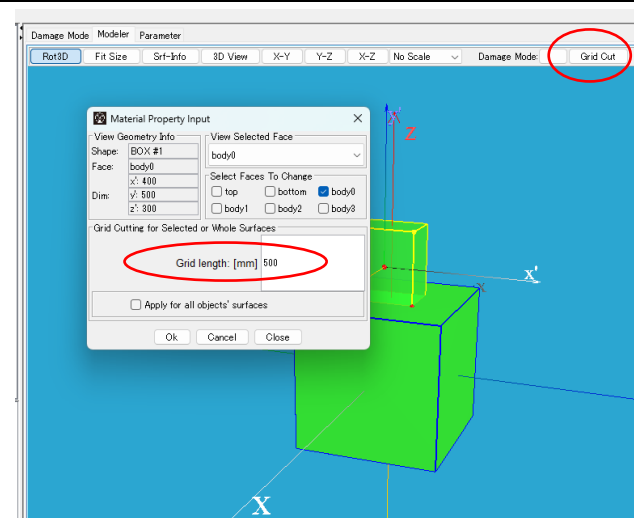 Damage Mode Modeler Parameter
Rot3D Fit Size Srf-Info 3D View X-Y Y-Z X-Z No Scale Damage Mode: Grid Cut
Material Property Input
View Geometry Info
Shape: BOX #1
Face: body0
Dim: x': 400
y': 500
z': 300
View Selected Face
body0
Select Faces To Change
top bottom body0
body1 body2 body3
Grid Cutting for Selected or Whole Surfaces
Grid length: [mm] 500
Apply for all objects' surfaces
Ok Cancel Close
Z
x'
x
X